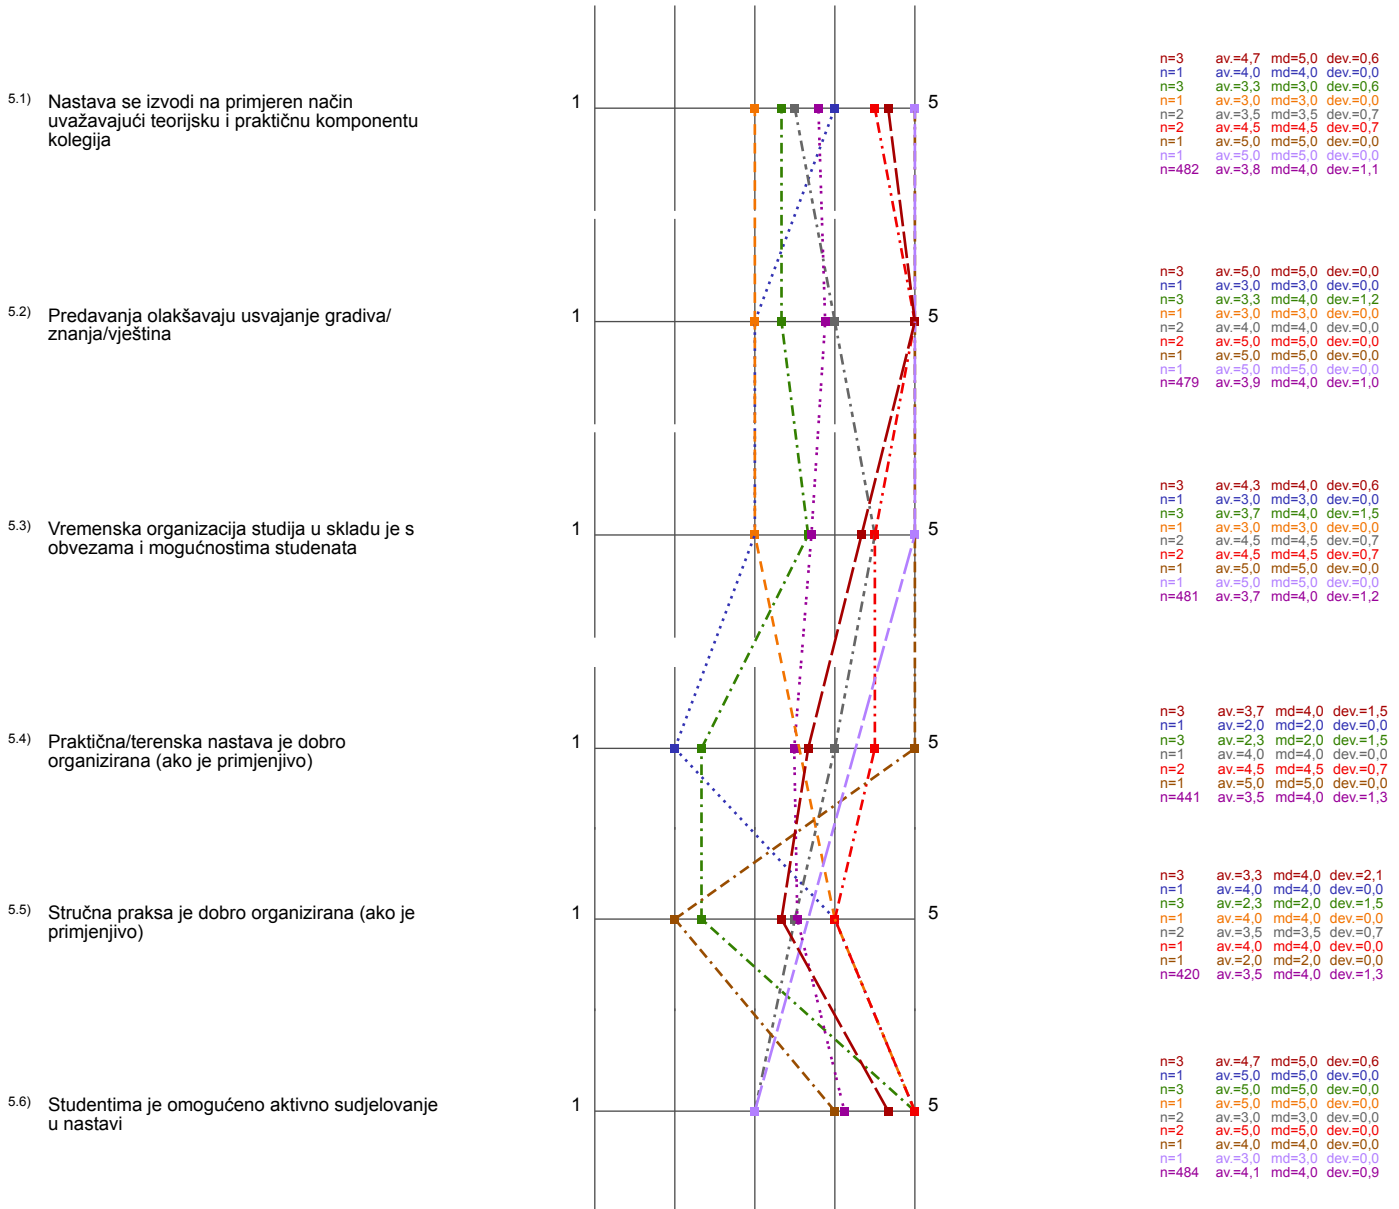 n=3 av.=4,7 md=5,0 dev.=0,6
n=1 av.=4,0 md=4,0 dev.=0,0
n=3 av.=3,3 md=3,0 dev.=0,6
n=1 av.=3,0 md=3,0 dev.=0,0
n=2 av.=3,5 md=3,5 dev.=0,7
n=2 av.=4,5 md=4,5 dev.=0,7
n=1 av.=5,0 md=5,0 dev.=0,0
n=1 av.=5,0 md=5,0 dev.=0,0
n=482 av.=3,8 md=4,0 dev.=1,1
5.1) Nastava se izvodi na primjeren način
uvažavajući teorijsku i praktičnu komponentu
kolegija
1 5
n=3 av.=5,0 md=5,0 dev.=0,0
n=1 av.=3,0 md=3,0 dev.=0,0
n=3 av.=3,3 md=4,0 dev.=1,2
n=1 av.=3,0 md=3,0 dev.=0,0
n=2 av.=4,0 md=4,0 dev.=0,0
n=2 av.=5,0 md=5,0 dev.=0,0
n=1 av.=5,0 md=5,0 dev.=0,0
n=1 av.=5,0 md=5,0 dev.=0,0
n=479 av.=3,9 md=4,0 dev.=1,0
5.2) Predavanja olakšavaju usvajanje gradiva/
znanja/vještina
1 5
n=3 av.=4,3 md=4,0 dev.=0,6
n=1 av.=3,0 md=3,0 dev.=0,0
n=3 av.=3,7 md=4,0 dev.=1,5
n=1 av.=3,0 md=3,0 dev.=0,0
n=2 av.=4,5 md=4,5 dev.=0,7
n=2 av.=4,5 md=4,5 dev.=0,7
n=1 av.=5,0 md=5,0 dev.=0,0
n=1 av.=5,0 md=5,0 dev.=0,0
n=481 av.=3,7 md=4,0 dev.=1,2
5.3) Vremenska organizacija studija u skladu je s
obvezama i mogućnostima studenata
1 5
n=3 av.=3,7 md=4,0 dev.=1,5
n=1 av.=2,0 md=2,0 dev.=0,0
n=3 av.=2,3 md=2,0 dev.=1,5
n=1 av.=4,0 md=4,0 dev.=0,0
n=2 av.=4,5 md=4,5 dev.=0,7
n=1 av.=5,0 md=5,0 dev.=0,0
n=441 av.=3,5 md=4,0 dev.=1,3
5.4) Praktična/terenska nastava je dobro
organizirana (ako je primjenjivo)
1 5
n=3 av.=3,3 md=4,0 dev.=2,1
n=1 av.=4,0 md=4,0 dev.=0,0
n=3 av.=2,3 md=2,0 dev.=1,5
n=1 av.=4,0 md=4,0 dev.=0,0
n=2 av.=3,5 md=3,5 dev.=0,7
n=1 av.=4,0 md=4,0 dev.=0,0
n=1 av.=2,0 md=2,0 dev.=0,0
n=420 av.=3,5 md=4,0 dev.=1,3
5.5) Stručna praksa je dobro organizirana (ako je
primjenjivo)
1 5
n=3 av.=4,7 md=5,0 dev.=0,6
n=1 av.=5,0 md=5,0 dev.=0,0
n=3 av.=5,0 md=5,0 dev.=0,0
n=1 av.=5,0 md=5,0 dev.=0,0
n=2 av.=3,0 md=3,0 dev.=0,0
n=2 av.=5,0 md=5,0 dev.=0,0
n=1 av.=4,0 md=4,0 dev.=0,0
n=1 av.=3,0 md=3,0 dev.=0,0
n=484 av.=4,1 md=4,0 dev.=0,9
5.6) Studentima je omogućeno aktivno sudjelovanje
u nastavi
1 5